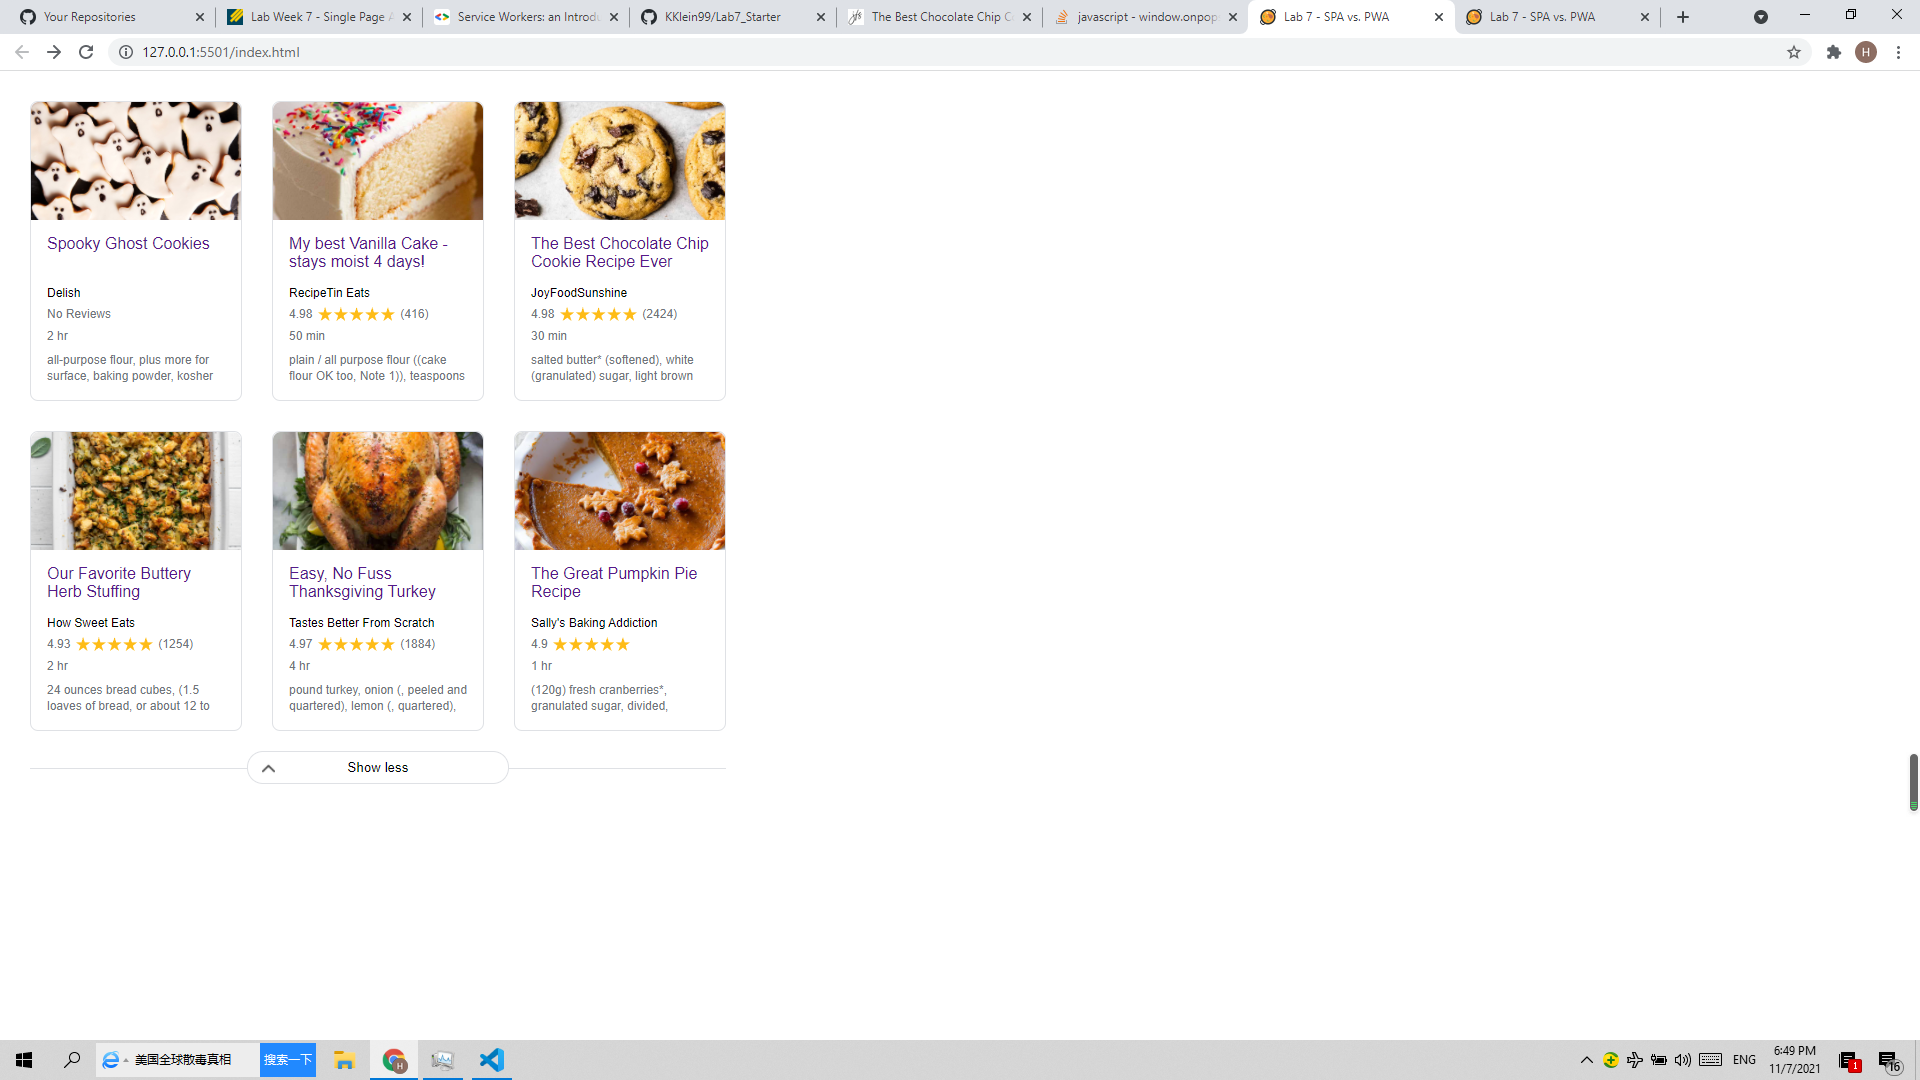 Your Repositories
Lab Week 7 - Single Page A
Service Workers: an Introdu
KKlein99/Lab7_Starter
The Best Chocolate Chip C
javascript - window.onpop
Lab 7 - SPA vs. PWA
Lab 7 - SPA vs. PWA
127.0.0.1:5501/index.html
H
Spooky Ghost Cookies
Delish
No Reviews
2 hr
all-purpose flour, plus more for
surface, baking powder, kosher
My best Vanilla Cake -
stays moist 4 days!
RecipeTin Eats
4.98 (416)
50 min
plain / all purpose flour ((cake
flour OK too, Note 1)), teaspoons
The Best Chocolate Chip
Cookie Recipe Ever
JoyFoodSunshine
4.98 (2424)
30 min
salted butter* (softened), white
(granulated) sugar, light brown
Our Favorite Buttery
Herb Stuffing
How Sweet Eats
4.93 (1254)
2 hr
24 ounces bread cubes, (1.5
loaves of bread, or about 12 to
Easy, No Fuss
Thanksgiving Turkey
Tastes Better From Scratch
4.97 (1884)
4 hr
pound turkey, onion (, peeled and
quartered), lemon (, quartered),
The Great Pumpkin Pie
Recipe
Sally's Baking Addiction
4.9
1 hr
(120g) fresh cranberries*,
granulated sugar, divided,
Show less
美国全球散毒真相
搜索一下
H
ENG
6:49 PM
11/7/2021
1
16